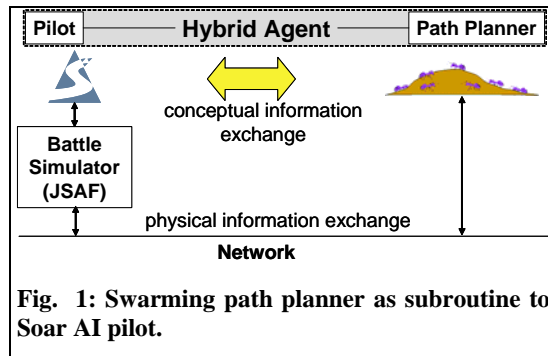 Pilot Hybrid Agent Path Planner
conceptual information
exchange
Battle
Simulator
(JSAF)
physical information exchange
Network
Fig. 1: Swarming path planner as subroutine to
Soar AI pilot.